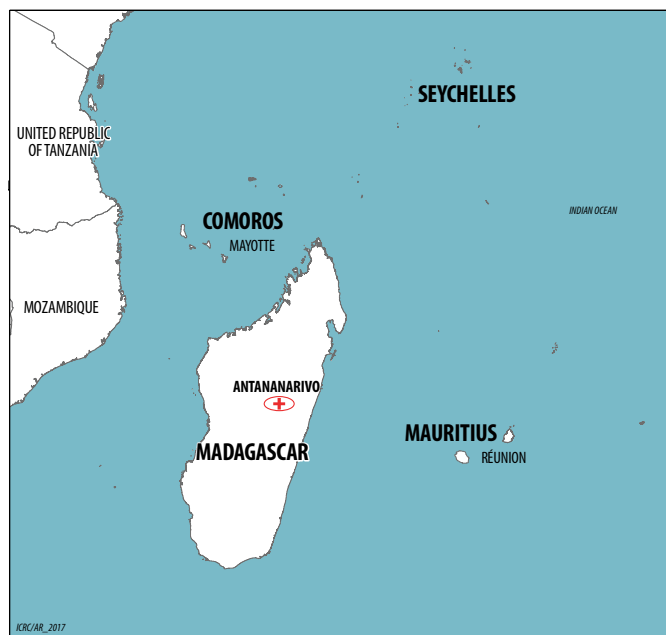 SEYCHELLES
UNITED REPUBLIC
OF TANZANIA
INDIAN OCEAN
COMOROS
MAYOTTE
MOZAMBIQUE
ANTANANARIVO
MAURITIUS
MADAGASCAR
RÉUNION
ICRC/AR_2017